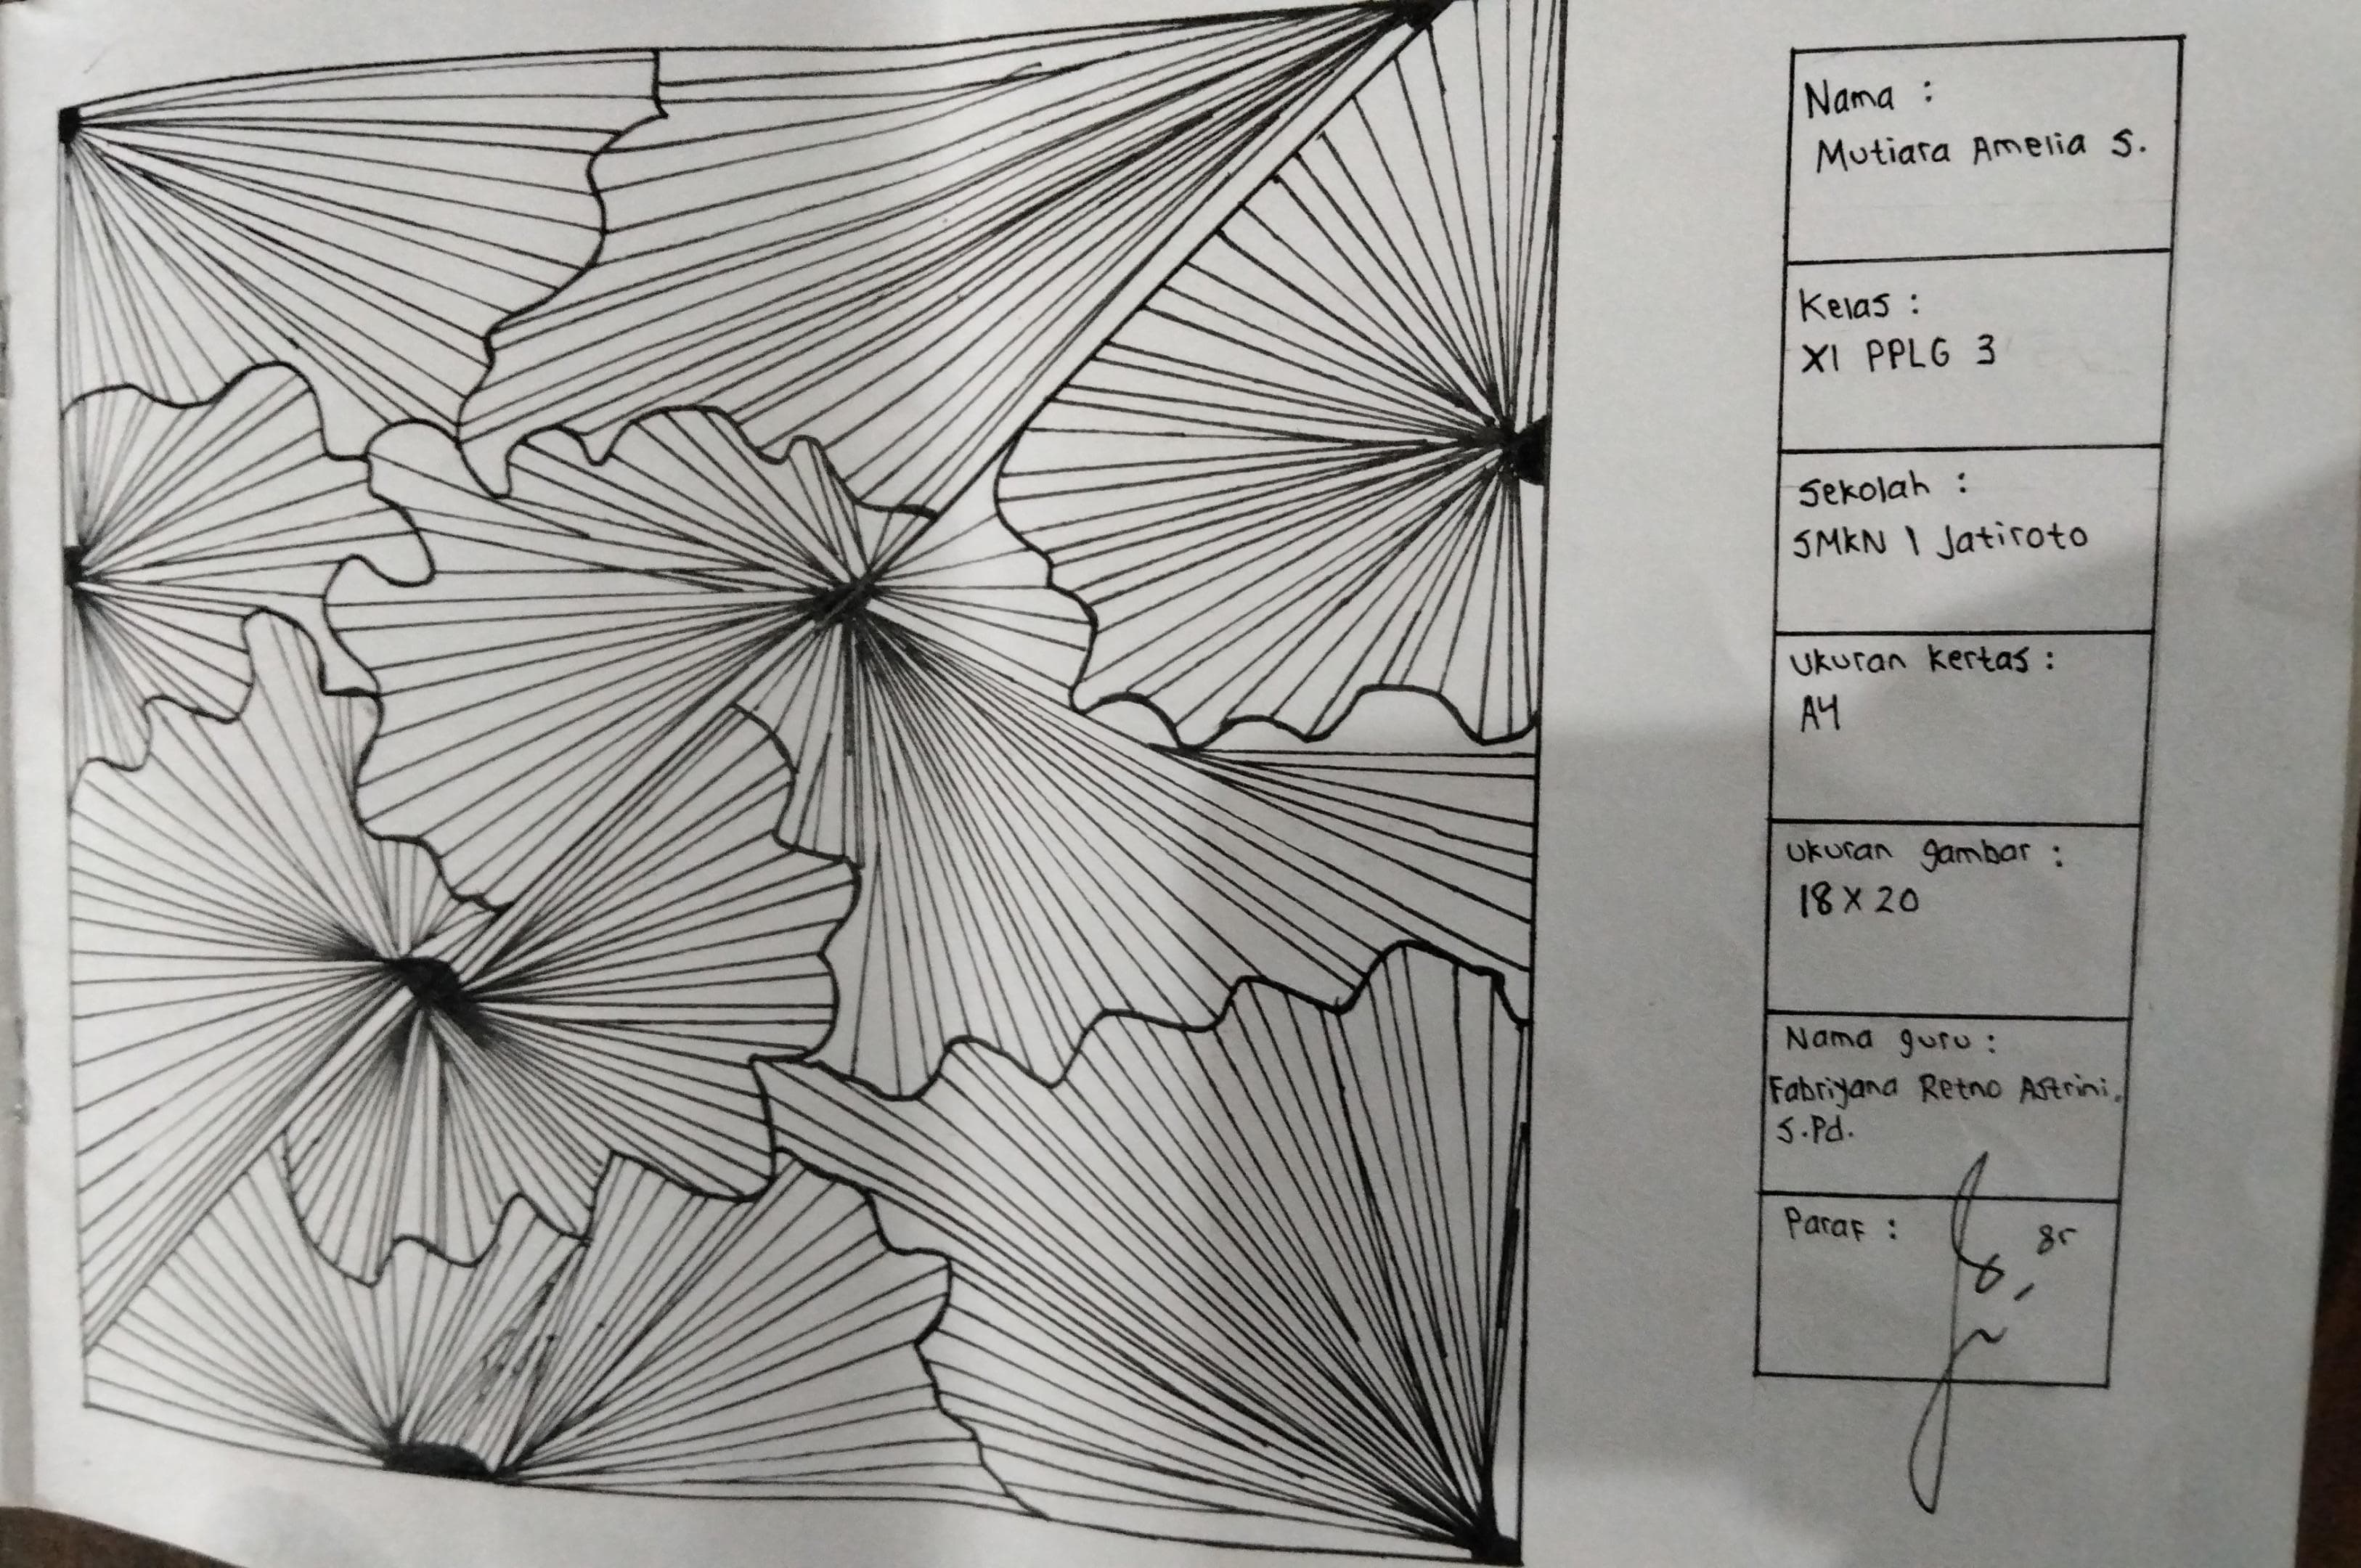 Nama :
Mutiara Amelia S.
Kelas :
XI PPLG 3
Sekolah :
SMKN 1 Jatiroto
Ukuran Kertas :
A4
Ukuran gambar :
18 X 20
Nama guru :
Fabriyana Retno Astrini,
S.Pd.
Paraf :
85